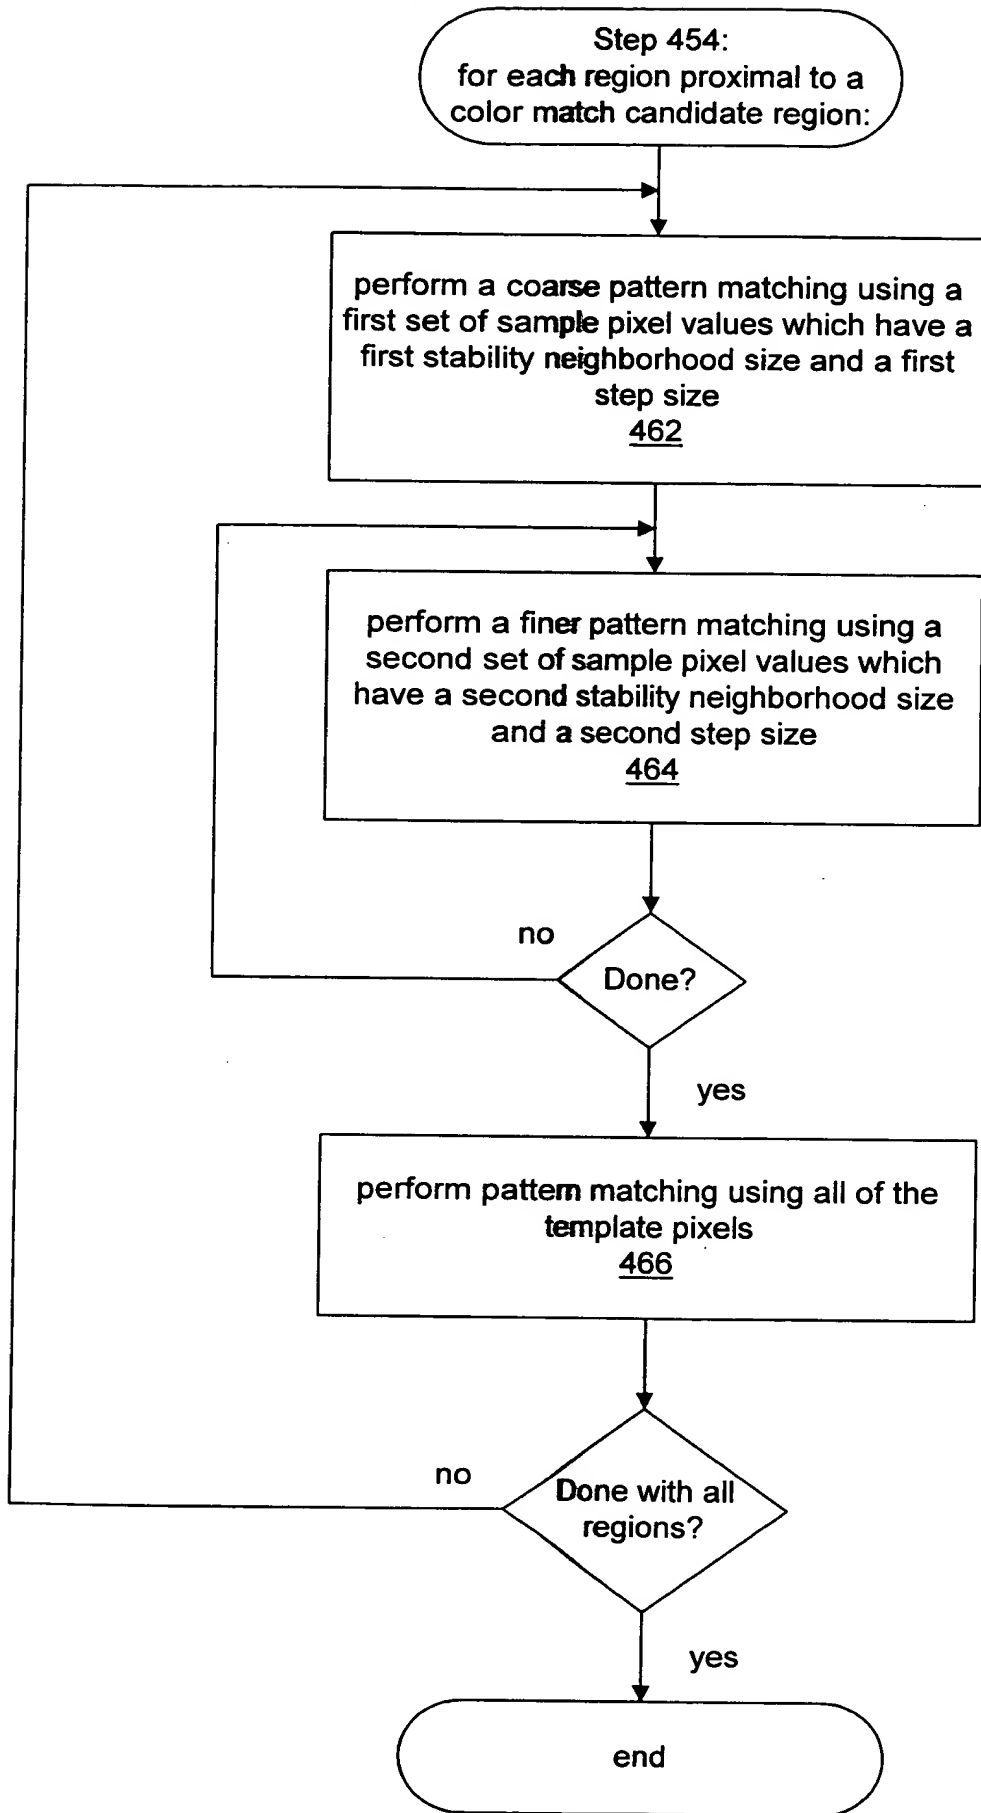 Step 454:
for each region proximal to a
color match candidate region:
perform a coarse pattern matching using a
first set of sample pixel values which have a
first stability neighborhood size and a first
step size
462
perform a finer pattern matching using a
second set of sample pixel values which
have a second stability neighborhood size
and a second step size
464
no
Done?
yes
perform pattern matching using all of the
template pixels
466
no
Done with all
regions?
yes
end